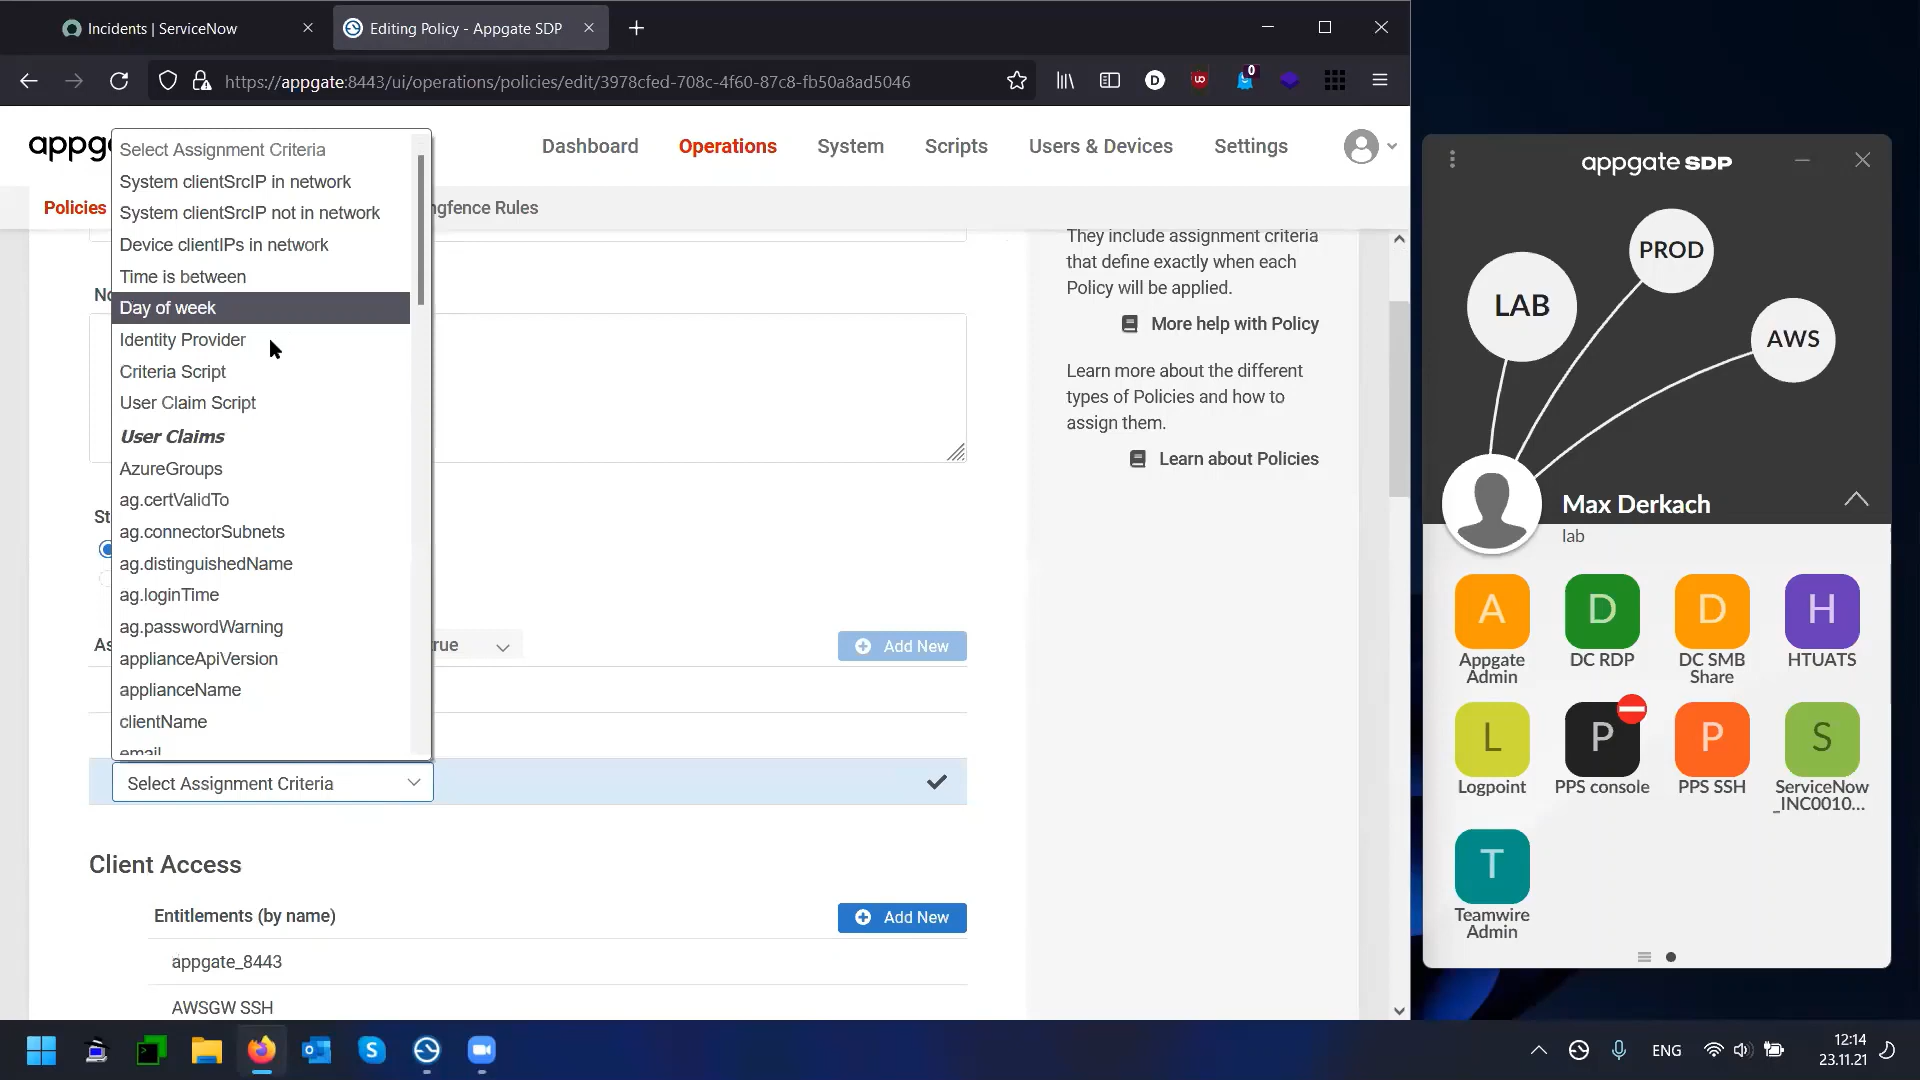 Incidents | ServiceNow
Editing Policy - Appgate SDP
https://appgate:8443/ui/operations/policies/edit/3978cfed-708c-4f60-87c8-fb50a8ad5046
D
0
appg
Dashboard
Operations
System
Scripts
Users & Devices
Settings
Policies
ngfence Rules
Select Assignment Criteria
System clientSrcIP in network
System clientSrcIP not in network
Device clientIPs in network
Time is between
Day of week
Identity Provider
Criteria Script
User Claim Script
User Claims
AzureGroups
ag.certValidTo
ag.connectorSubnets
ag.distinguishedName
ag.loginTime
ag.passwordWarning
applianceApiVersion
applianceName
clientName
email
Select Assignment Criteria
No
St
As
rue
Add New
Client Access
Entitlements (by name)
Add New
appgate_8443
AWSGW SSH
They include assignment criteria
that define exactly when each
Policy will be applied.
More help with Policy
Learn more about the different
types of Policies and how to
assign them.
Learn about Policies
appgate SDP
LAB
PROD
AWS
Max Derkach
lab
A
Appgate
Admin
D
DC RDP
D
DC SMB
Share
H
HTUATS
L
Logpoint
P
PPS console
P
PPS SSH
S
ServiceNow
_INC0010...
T
Teamwire
Admin
ENG
12:14
23.11.21